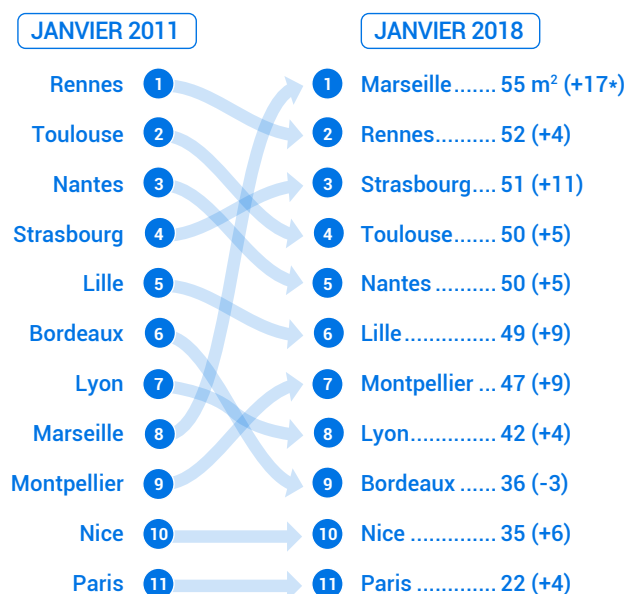 JANVIER 2011 JANVIER 2018
Rennes 1 1 Marseille....... 55 m² (+17*)
Toulouse 2 2 Rennes.......... 52 (+4)
Nantes 3 3 Strasbourg.... 51 (+11)
Strasbourg 4 4 Toulouse....... 50 (+5)
Lille 5 5 Nantes ........... 50 (+5)
Bordeaux 6 6 Lille................ 49 (+9)
Lyon 7 7 Montpellier ... 47 (+9)
Marseille 8 8 Lyon.............. 42 (+4)
Montpellier 9 9 Bordeaux ...... 36 (-3)
Nice 10 10 Nice .............. 35 (+6)
Paris 11 11 Paris ............. 22 (+4)